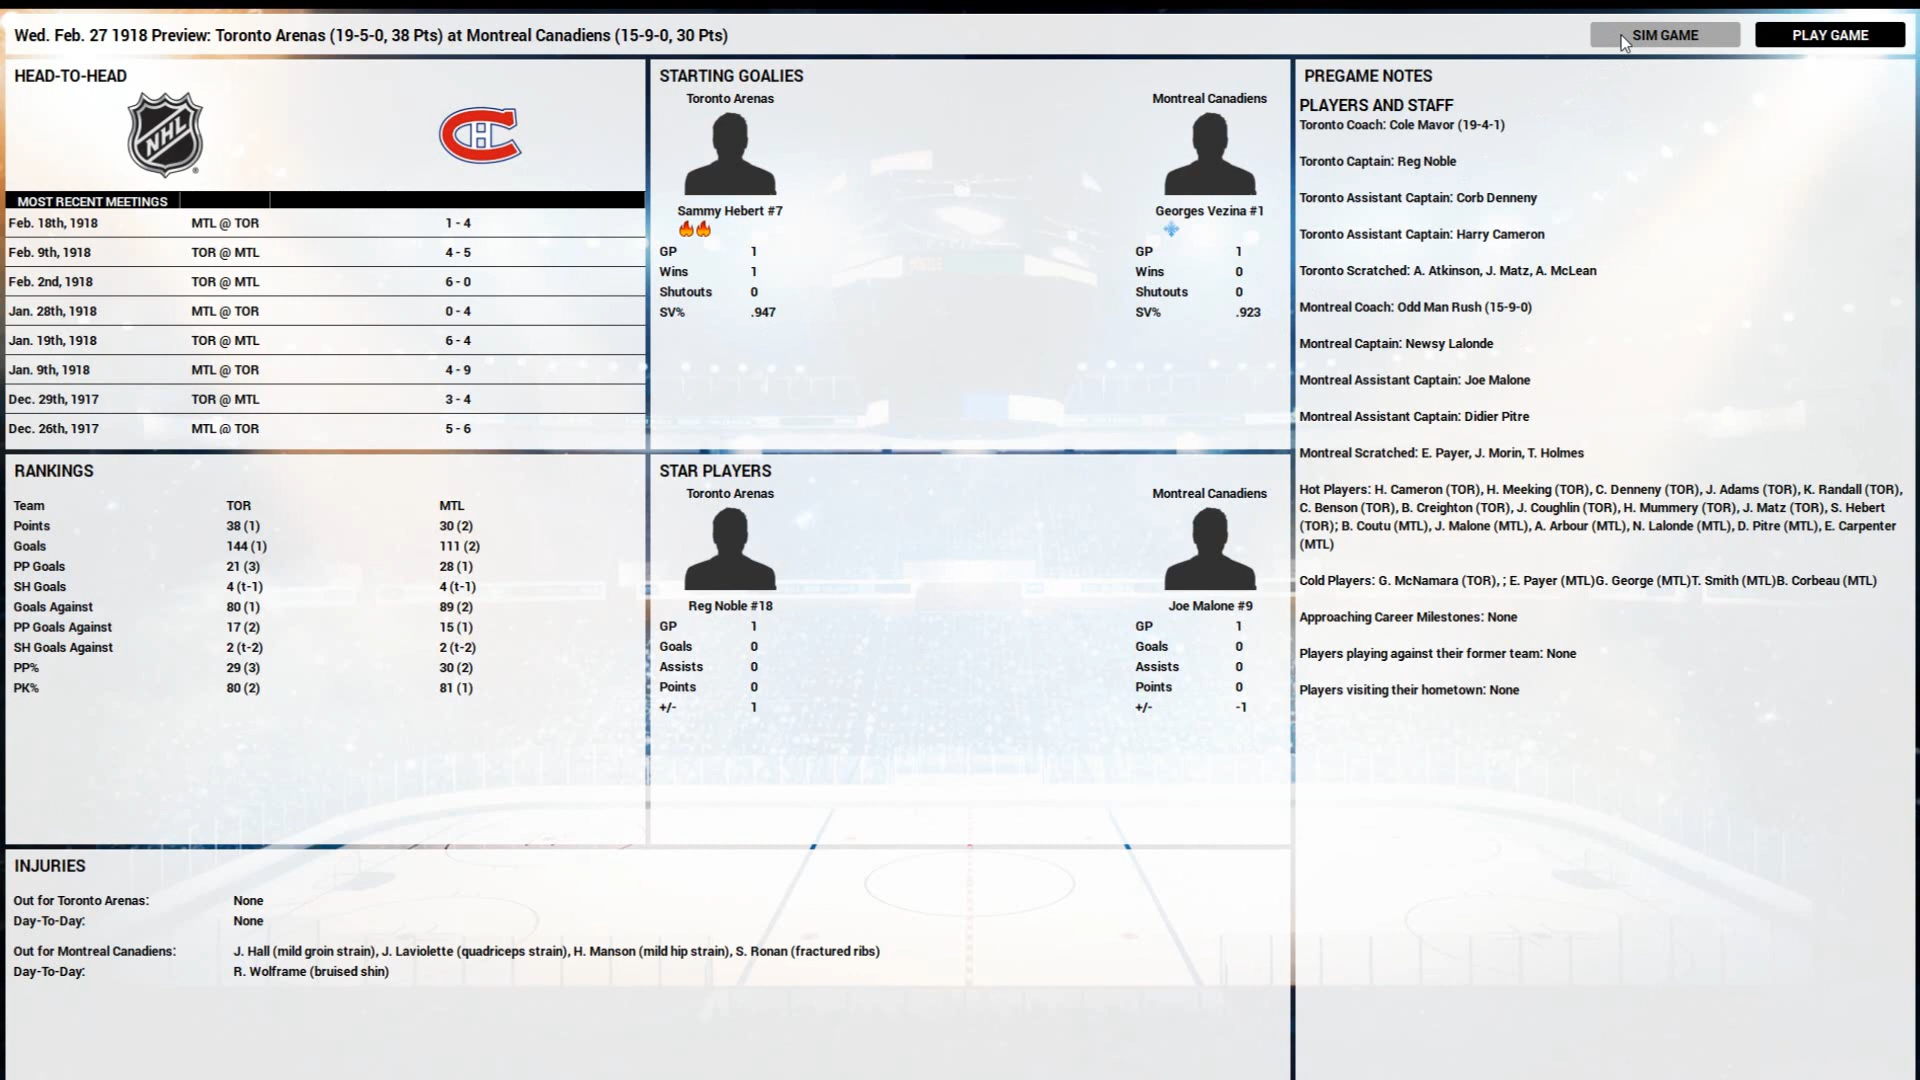 Wed. Feb. 27 1918 Preview: Toronto Arenas (19-5-0, 38 Pts) at Montreal Canadiens (15-9-0, 30 Pts)
SIM GAME
PLAY GAME
HEAD-TO-HEAD
NHL
MOST RECENT MEETINGS
Feb. 18th, 1918 MTL @ TOR 1 - 4
Feb. 9th, 1918 TOR @ MTL 4 - 5
Feb. 2nd, 1918 TOR @ MTL 6 - 0
Jan. 28th, 1918 MTL @ TOR 0 - 4
Jan. 19th, 1918 TOR @ MTL 6 - 4
Jan. 9th, 1918 MTL @ TOR 4 - 9
Dec. 29th, 1917 TOR @ MTL 3 - 4
Dec. 26th, 1917 MTL @ TOR 5 - 6
STARTING GOALIES
Toronto Arenas Montreal Canadiens
Sammy Hebert #7 Georges Vezina #1
GP 1 GP 1
Wins 1 Wins 0
Shutouts 0 Shutouts 0
SV% .947 SV% .923
RANKINGS
Team TOR MTL
Points 38 (1) 30 (2)
Goals 144 (1) 111 (2)
PP Goals 21 (3) 28 (1)
SH Goals 4 (t-1) 4 (t-1)
Goals Against 80 (1) 89 (2)
PP Goals Against 17 (2) 15 (1)
SH Goals Against 2 (t-2) 2 (t-2)
PP% 29 (3) 30 (2)
PK% 80 (2) 81 (1)
STAR PLAYERS
Toronto Arenas Montreal Canadiens
Reg Noble #18 Joe Malone #9
GP 1 GP 1
Goals 0 Goals 0
Assists 0 Assists 0
Points 0 Points 0
+/- 1 +/- -1
INJURIES
Out for Toronto Arenas: None
Day-To-Day: None
Out for Montreal Canadiens: J. Hall (mild groin strain), J. Laviolette (quadriceps strain), H. Manson (mild hip strain), S. Ronan (fractured ribs)
Day-To-Day: R. Wolframe (bruised shin)
PREGAME NOTES
PLAYERS AND STAFF
Toronto Coach: Cole Mavor (19-4-1)
Toronto Captain: Reg Noble
Toronto Assistant Captain: Corb Denneny
Toronto Assistant Captain: Harry Cameron
Toronto Scratched: A. Atkinson, J. Matz, A. McLean
Montreal Coach: Odd Man Rush (15-9-0)
Montreal Captain: Newsy Lalonde
Montreal Assistant Captain: Joe Malone
Montreal Assistant Captain: Didier Pitre
Montreal Scratched: E. Payer, J. Morin, T. Holmes
Hot Players: H. Cameron (TOR), H. Meeking (TOR), C. Denneny (TOR), J. Adams (TOR), K. Randall (TOR),
C. Benson (TOR), B. Creighton (TOR), J. Coughlin (TOR), H. Mummery (TOR), J. Matz (TOR), S. Hebert
(TOR); B. Coutu (MTL), J. Malone (MTL), A. Arbour (MTL), N. Lalonde (MTL), D. Pitre (MTL), E. Carpenter
(MTL)
Cold Players: G. McNamara (TOR), ; E. Payer (MTL)G. George (MTL)T. Smith (MTL)B. Corbeau (MTL)
Approaching Career Milestones: None
Players playing against their former team: None
Players visiting their hometown: None